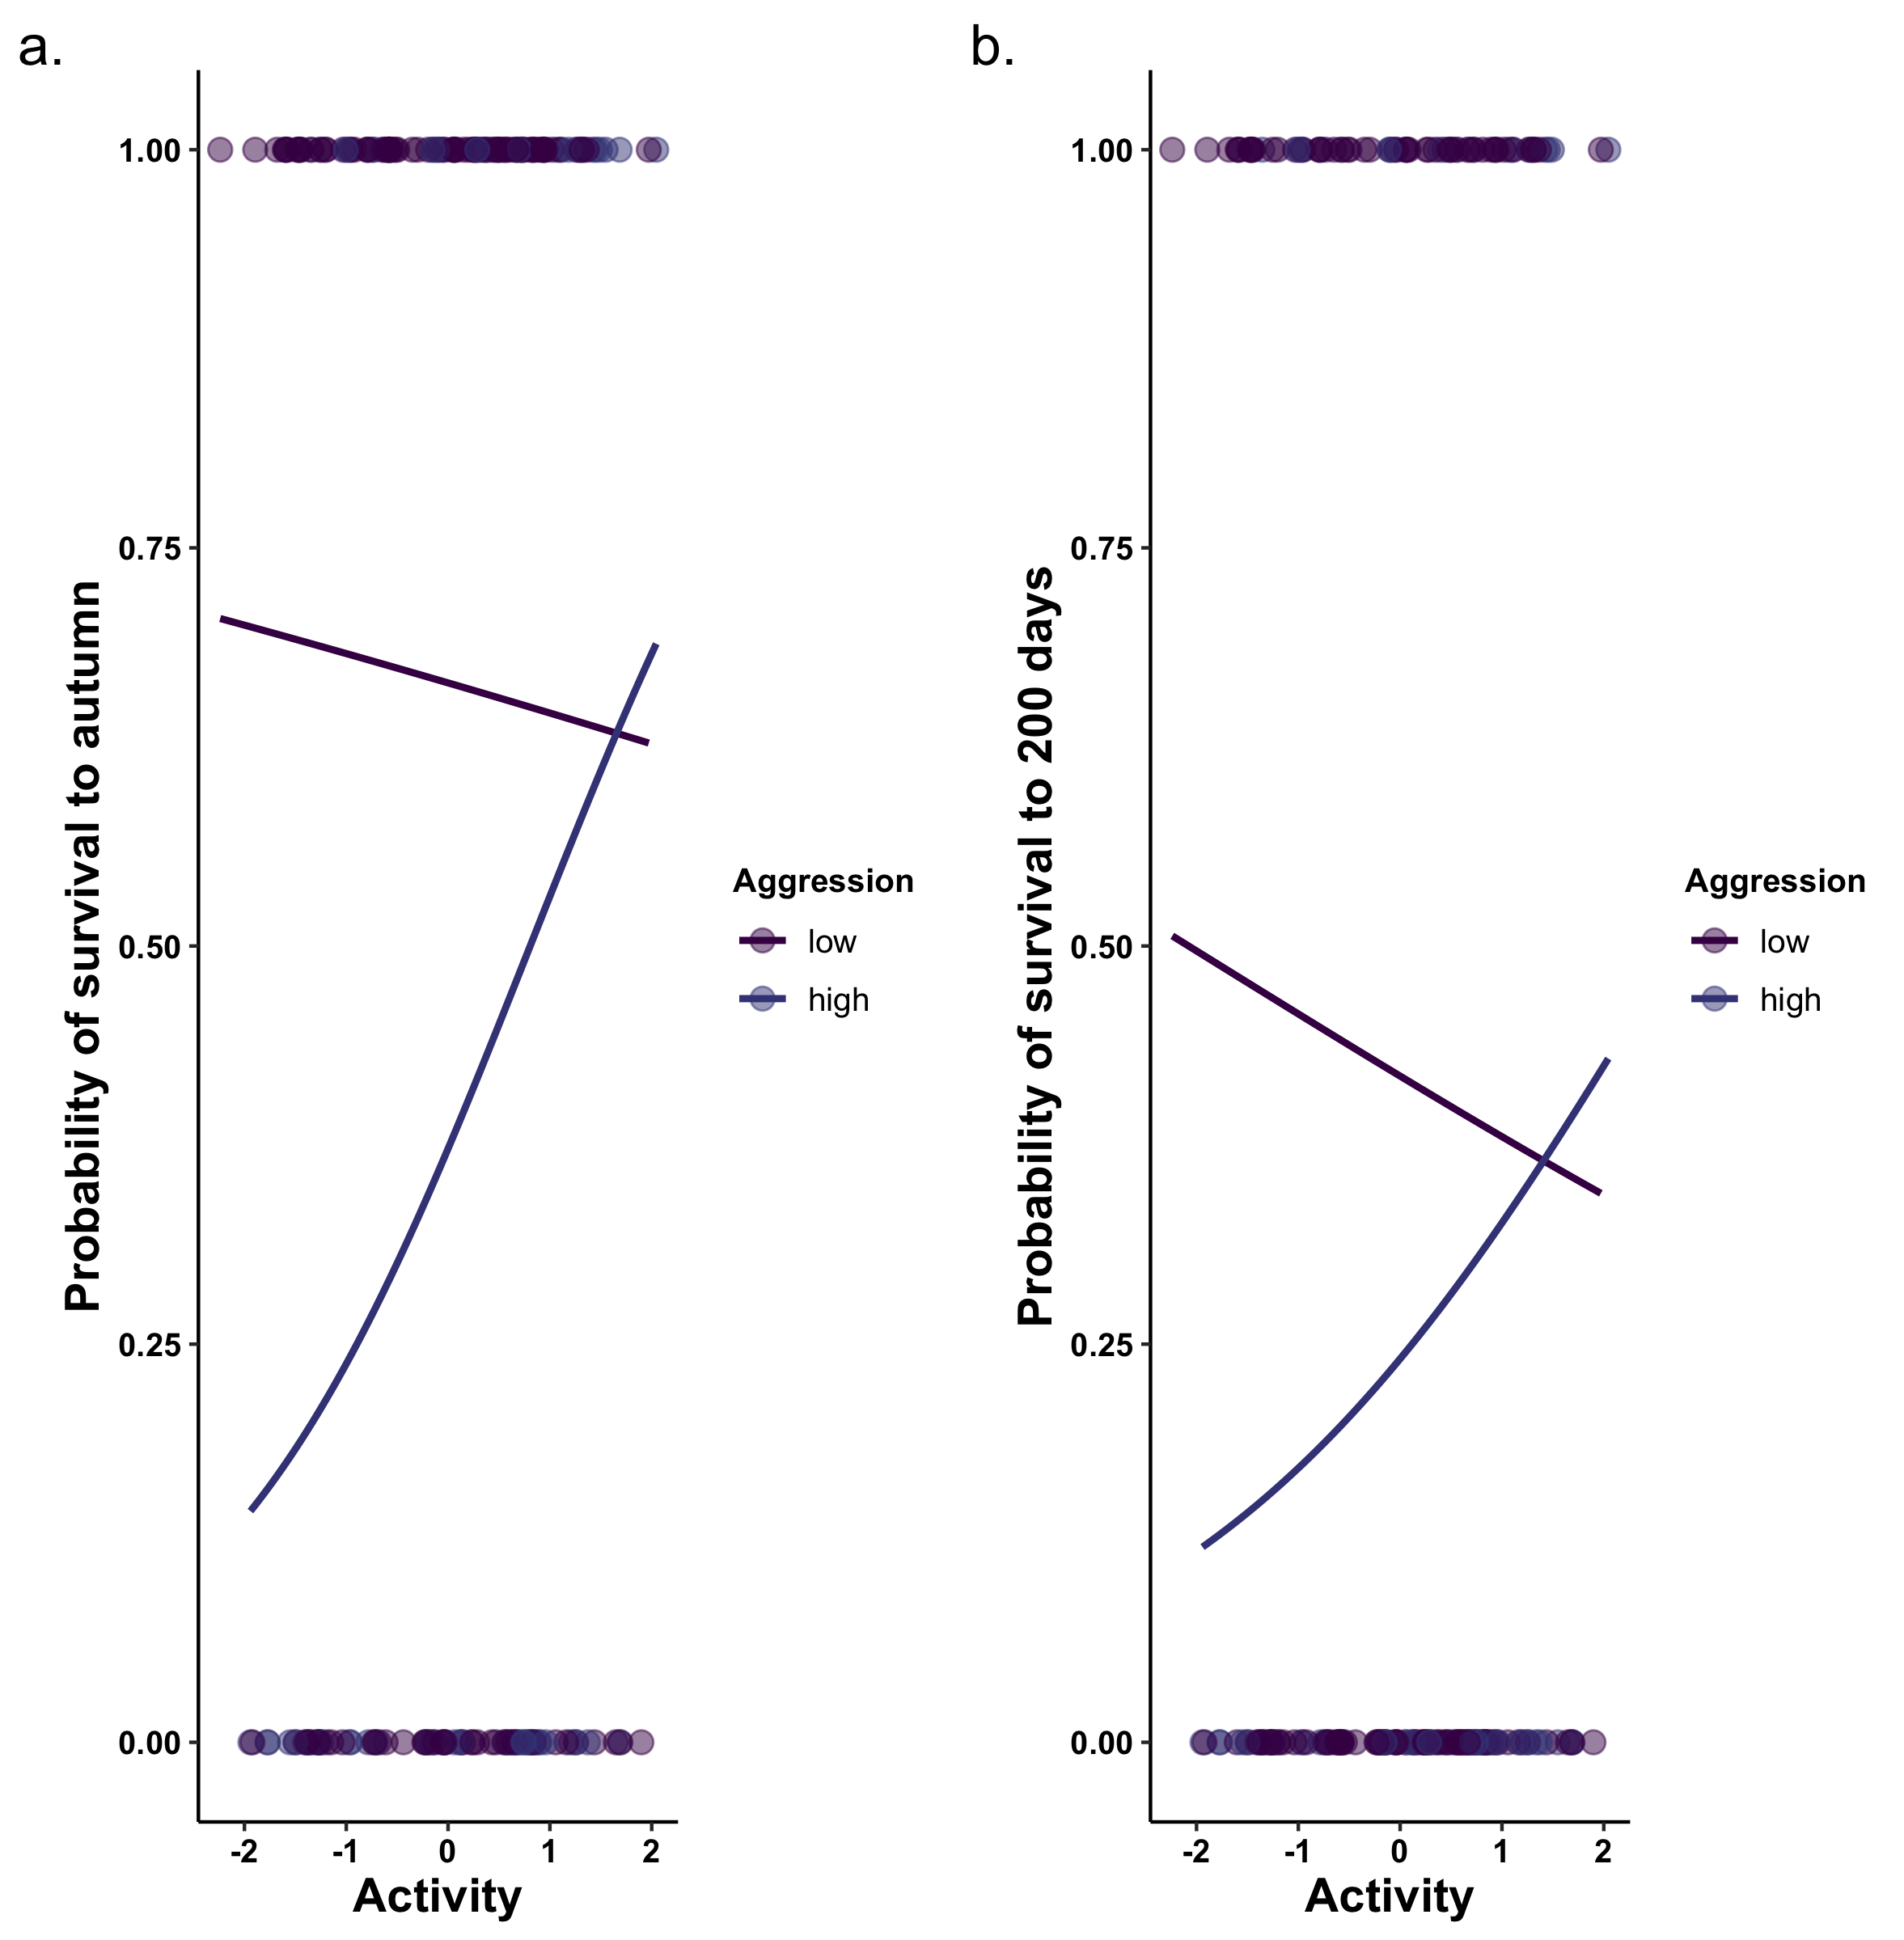 a.
Probability of survival to autumn
1.00
0.75
0.50
0.25
0.00
-2 -1 0 1 2
Activity
Aggression
low
high
b.
Probability of survival to 200 days
1.00
0.75
0.50
0.25
0.00
-2 -1 0 1 2
Activity
Aggression
low
high